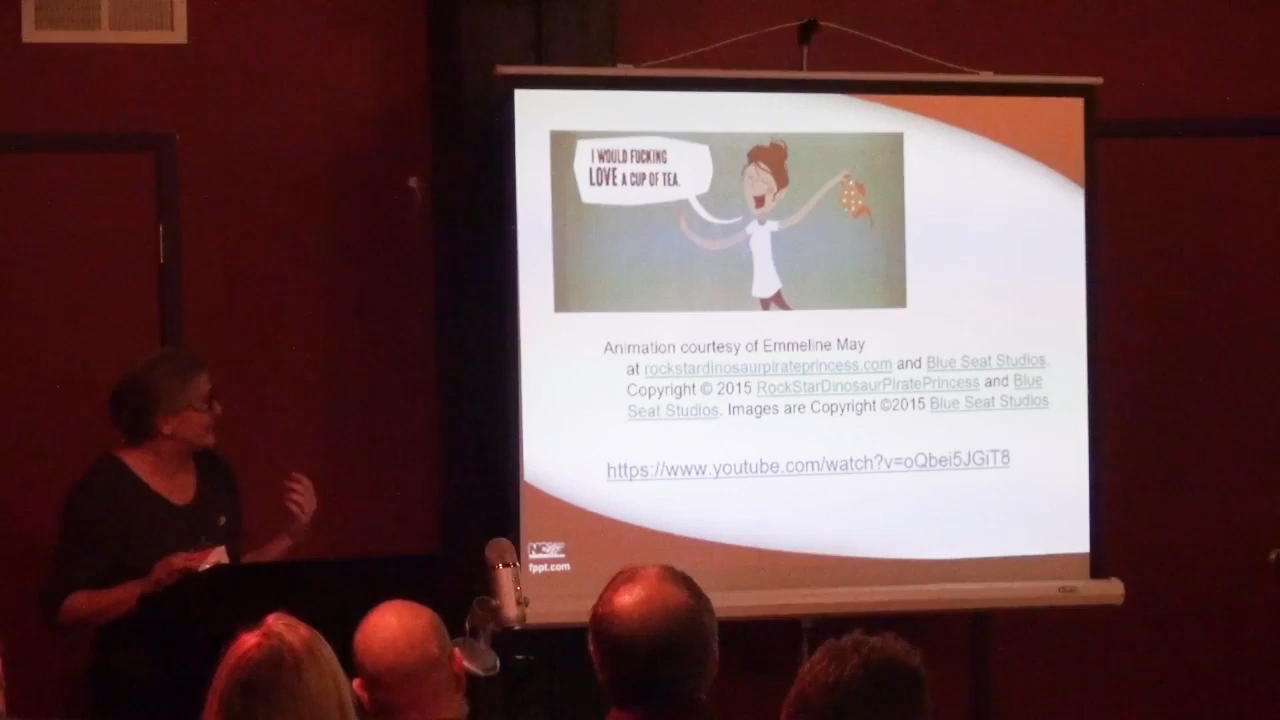 I WOULD FUCKING
LOVE A CUP OF TEA.
Animation courtesy of Emmeline May
at rockstardinosaurpirateprincess.com and Blue Seat Studios.
Copyright © 2015 RockStarDinosaurPiratePrincess and Blue
Seat Studios. Images are Copyright ©2015 Blue Seat Studios.
https://www.youtube.com/watch?v=oQbei5JGiT8
fppt.com